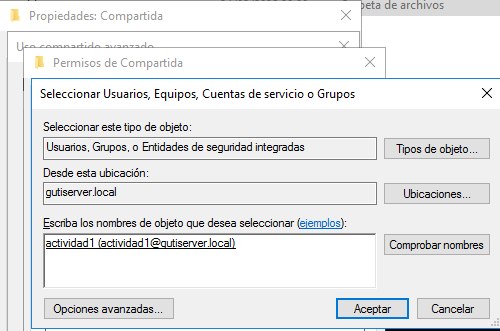 Propiedades: Compartida
peta de archivos
Uso compartido avanzado
Permisos de Compartida
Seleccionar Usuarios, Equipos, Cuentas de servicio o Grupos
Seleccionar este tipo de objeto:
Usuarios, Grupos, o Entidades de seguridad integradas
Tipos de objeto...
Desde esta ubicación:
gutiserver.local
Ubicaciones...
Escriba los nombres de objeto que desea seleccionar (ejemplos):
actividad1 (actividad1@gutiserver.local)
Comprobar nombres
Opciones avanzadas...
Aceptar
Cancelar